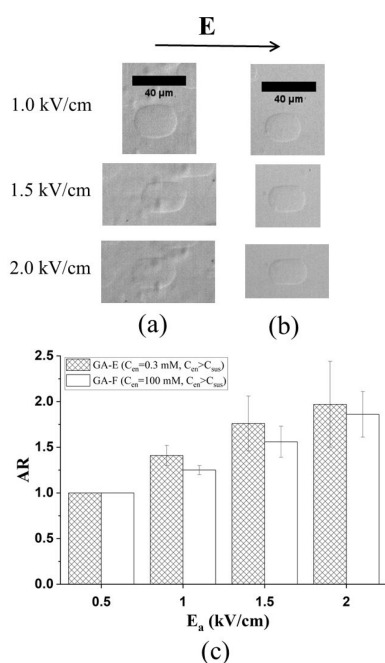 E
40 µm
40 µm
1.0 kV/cm
1.5 kV/cm
2.0 kV/cm
(a)
(b)
2.5
2.0
1.5
1.0
0.5
0.0
AR
GA-E (Cen=0.3 mM, Cen>Csus)
GA-F (Cen=100 mM, Cen>Csus)
0.5
1
1.5
2
Ea (kV/cm)
(c)